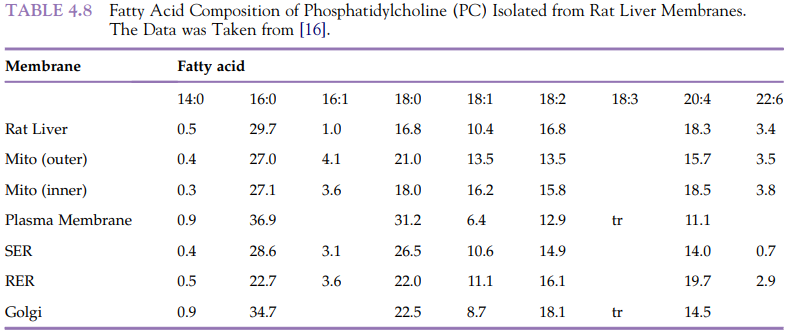 TABLE 4.8 Fatty Acid Composition of Phosphatidylcholine (PC) Isolated from Rat Liver Membranes.
The Data was Taken from [16].
Membrane Fatty acid
14:0 16:0 16:1 18:0 18:1 18:2 18:3 20:4 22:6
Rat Liver 0.5 29.7 1.0 16.8 10.4 16.8 18.3 3.4
Mito (outer) 0.4 27.0 4.1 21.0 13.5 13.5 15.7 3.5
Mito (inner) 0.3 27.1 3.6 18.0 16.2 15.8 18.5 3.8
Plasma Membrane 0.9 36.9 31.2 6.4 12.9 tr 11.1
SER 0.4 28.6 3.1 26.5 10.6 14.9 14.0 0.7
RER 0.5 22.7 3.6 22.0 11.1 16.1 19.7 2.9
Golgi 0.9 34.7 22.5 8.7 18.1 tr 14.5